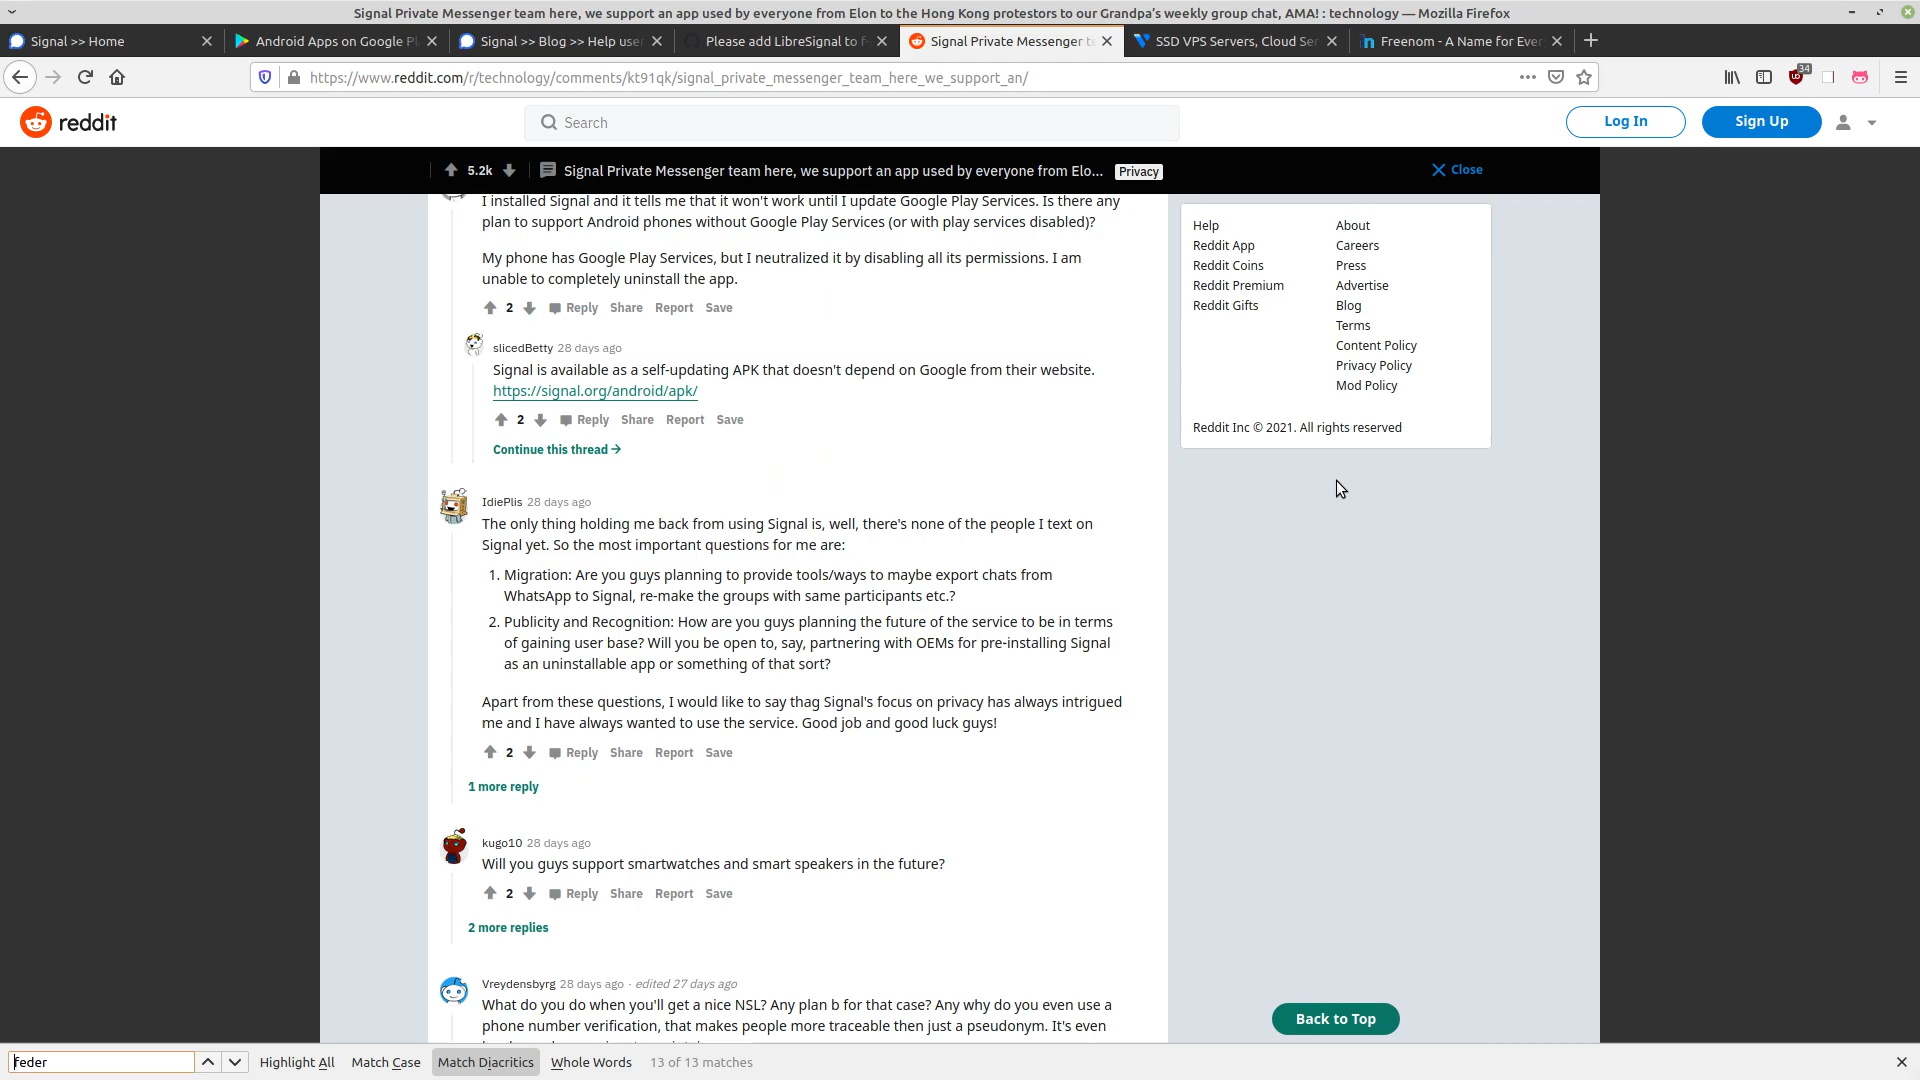 Signal Private Messenger team here, we support an app used by everyone from Elon to the Hong Kong protestors to our Grandpa's weekly group chat, AMA! : technology — Mozilla Firefox
Signal >> Home
Android Apps on Google Pl
Signal >> Blog >> Help user
Please add LibreSignal to f-
Signal Private Messenger te
SSD VPS Servers, Cloud Ser
Freenom - A Name for Ever
https://www.reddit.com/r/technology/comments/kt91qk/signal_private_messenger_team_here_we_support_an/
34
reddit
Search
Log In
Sign Up
5.2k
Signal Private Messenger team here, we support an app used by everyone from Elo...
Privacy
Close
I installed Signal and it tells me that it won't work until I update Google Play Services. Is there any
plan to support Android phones without Google Play Services (or with play services disabled)?
My phone has Google Play Services, but I neutralized it by disabling all its permissions. I am
unable to completely uninstall the app.
2 Reply Share Report Save
slicedBetty 28 days ago
Signal is available as a self-updating APK that doesn't depend on Google from their website.
https://signal.org/android/apk/
2 Reply Share Report Save
Continue this thread →
IdiePlis 28 days ago
The only thing holding me back from using Signal is, well, there's none of the people I text on
Signal yet. So the most important questions for me are:
1. Migration: Are you guys planning to provide tools/ways to maybe export chats from
WhatsApp to Signal, re-make the groups with same participants etc.?
2. Publicity and Recognition: How are you guys planning the future of the service to be in terms
of gaining user base? Will you be open to, say, partnering with OEMs for pre-installing Signal
as an uninstallable app or something of that sort?
Apart from these questions, I would like to say thag Signal's focus on privacy has always intrigued
me and I have always wanted to use the service. Good job and good luck guys!
2 Reply Share Report Save
1 more reply
kugo10 28 days ago
Will you guys support smartwatches and smart speakers in the future?
2 Reply Share Report Save
2 more replies
Vreydensbyrg 28 days ago · edited 27 days ago
What do you do when you'll get a nice NSL? Any plan b for that case? Any why do you even use a
phone number verification, that makes people more traceable then just a pseudonym. It's even
Help
Reddit App
Reddit Coins
Reddit Premium
Reddit Gifts
About
Careers
Press
Advertise
Blog
Terms
Content Policy
Privacy Policy
Mod Policy
Reddit Inc © 2021. All rights reserved
Back to Top
feder
Highlight All
Match Case
Match Diacritics
Whole Words
13 of 13 matches